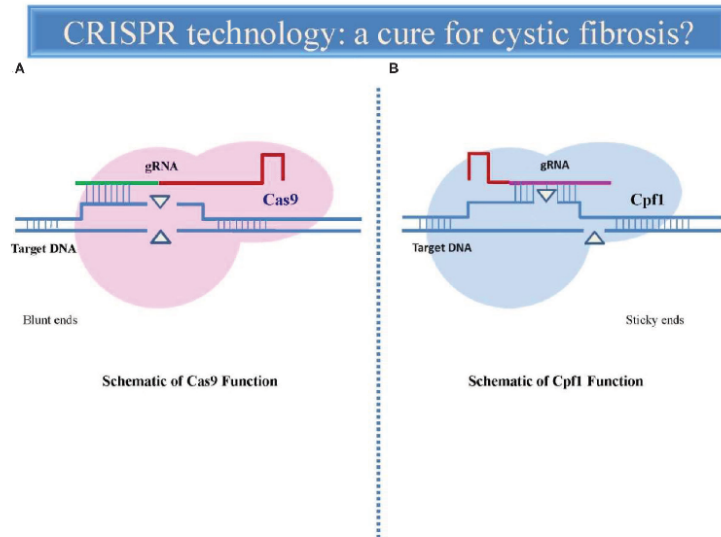 CRISPR technology: a cure for cystic fibrosis?
A
gRNA
Cas9
Target DNA
Blunt ends
Schematic of Cas9 Function
B
gRNA
Cpf1
Target DNA
Sticky ends
Schematic of Cpf1 Function